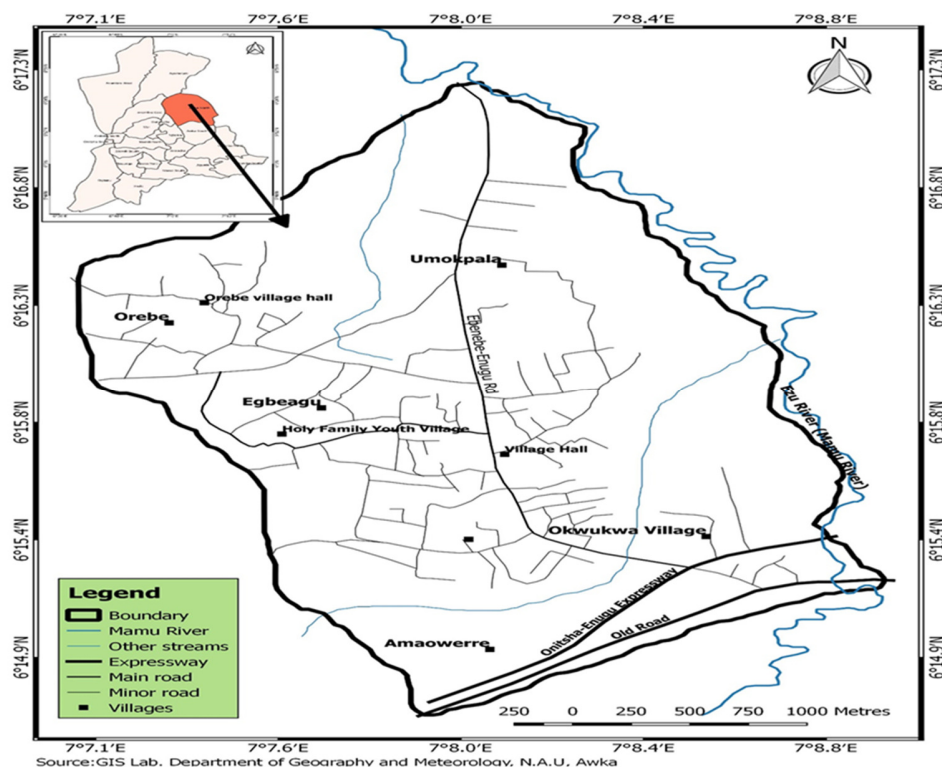 7°7.1'E 7°7.6'E 7°8.0'E 7°8.4'E 7°8.8'E
N
6°17.3'N 6°17.3'N
6°16.8'N 6°16.8'N
Umokpala
6°16.3'N 6°16.3'N
Orebe village hall
Orebe
Ebenebe-Enugu Rd
Egbeagu
Holy Family Youth Village
6°15.8'N 6°15.8'N
Ezu River (Mamu River)
Village Hall
Okwukwa Village
6°15.4'N 6°15.4'N
Onitsha-Enugu Expressway
Old Road
Amaowerre
6°14.9'N 6°14.9'N
Legend
Boundary
Mamu River
Other streams
Expressway
Main road
Minor road
Villages
250 0 250 500 750 1000 Metres
7°7.1'E 7°7.6'E 7°8.0'E 7°8.4'E 7°8.8'E
Source:GIS Lab. Department of Geography and Meteorology, N.A.U, Awka